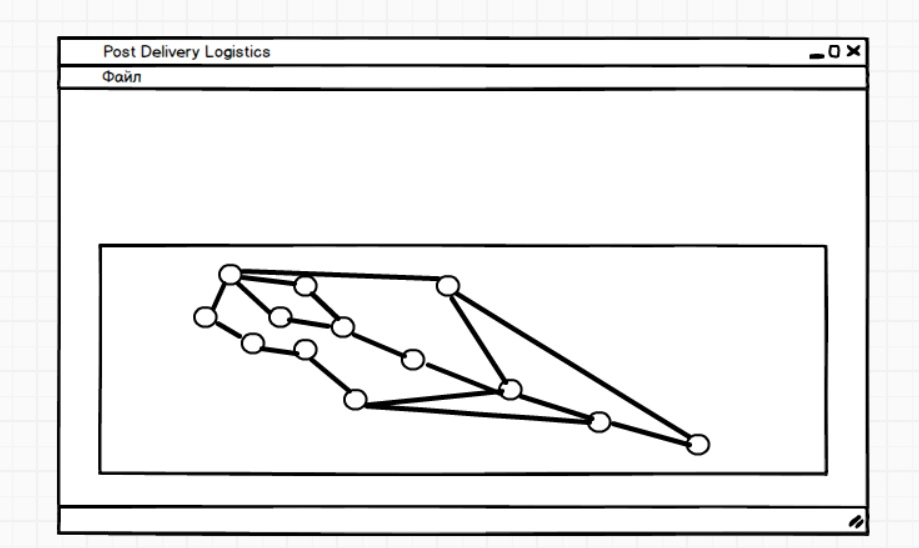 Post Delivery Logistics
Файл